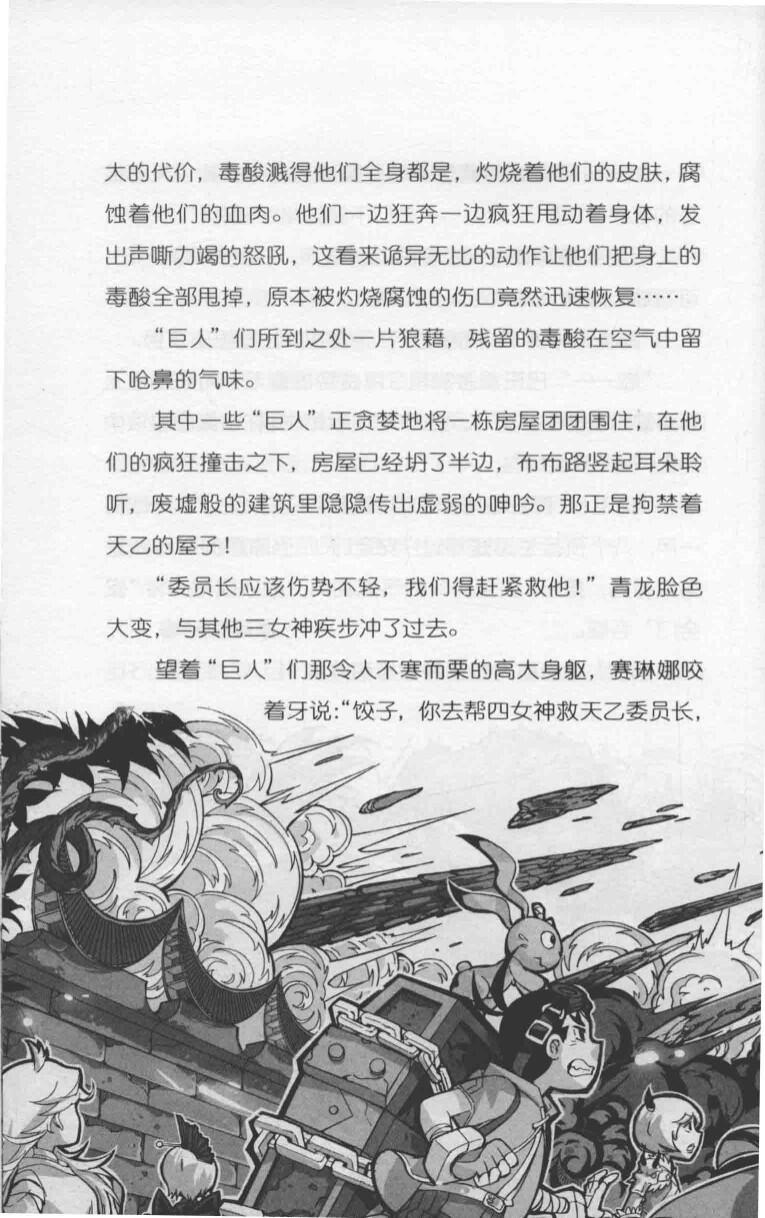 大的代价，毒酸溅得他们全身都是，灼烧着他们的皮肤，腐
蚀着他们的血肉。他们一边狂奔一边疯狂甩动着身体，发
出声嘶力竭的怒吼，这看来诡异无比的动作让他们把身上的
毒酸全部甩掉，原本被灼烧腐蚀的伤口竟然迅速恢复……
“巨人”们所到之处一片狼藉，残留的毒酸在空气中留
下呛鼻的气味。
其中一些“巨人”正贪婪地将一栋房屋团团围住，在他
们的疯狂撞击之下，房屋已经坍了半边，布布路竖起耳朵聆
听，废墟般的建筑里隐隐传出虚弱的呻吟。那正是拘禁着
天乙的屋子！
“委员长应该伤势不轻，我们得赶紧救他！”青龙脸色
大变，与其他三女神疾步冲了过去。
望着“巨人”们那令人不寒而栗的高大身躯，赛琳娜咬
着牙说：“饺子，你去帮四女神救天乙委员长，